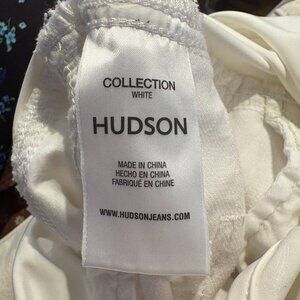 COLLECTION
WHITE
HUDSON
MADE IN CHINA
HECHO EN CHINA
FABRIQUÉ EN CHINE
WWW.HUDSONJEANS.COM